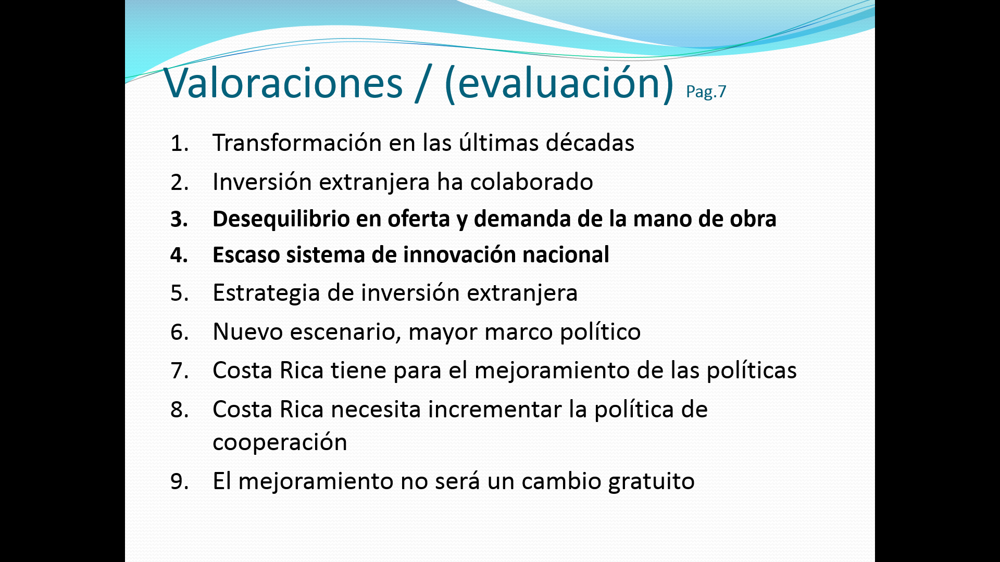 Valoraciones / (evaluación) Pag.7
1. Transformación en las últimas décadas
2. Inversión extranjera ha colaborado
3. Desequilibrio en oferta y demanda de la mano de obra
4. Escaso sistema de innovación nacional
5. Estrategia de inversión extranjera
6. Nuevo escenario, mayor marco político
7. Costa Rica tiene para el mejoramiento de las políticas
8. Costa Rica necesita incrementar la política de
cooperación
9. El mejoramiento no será un cambio gratuito